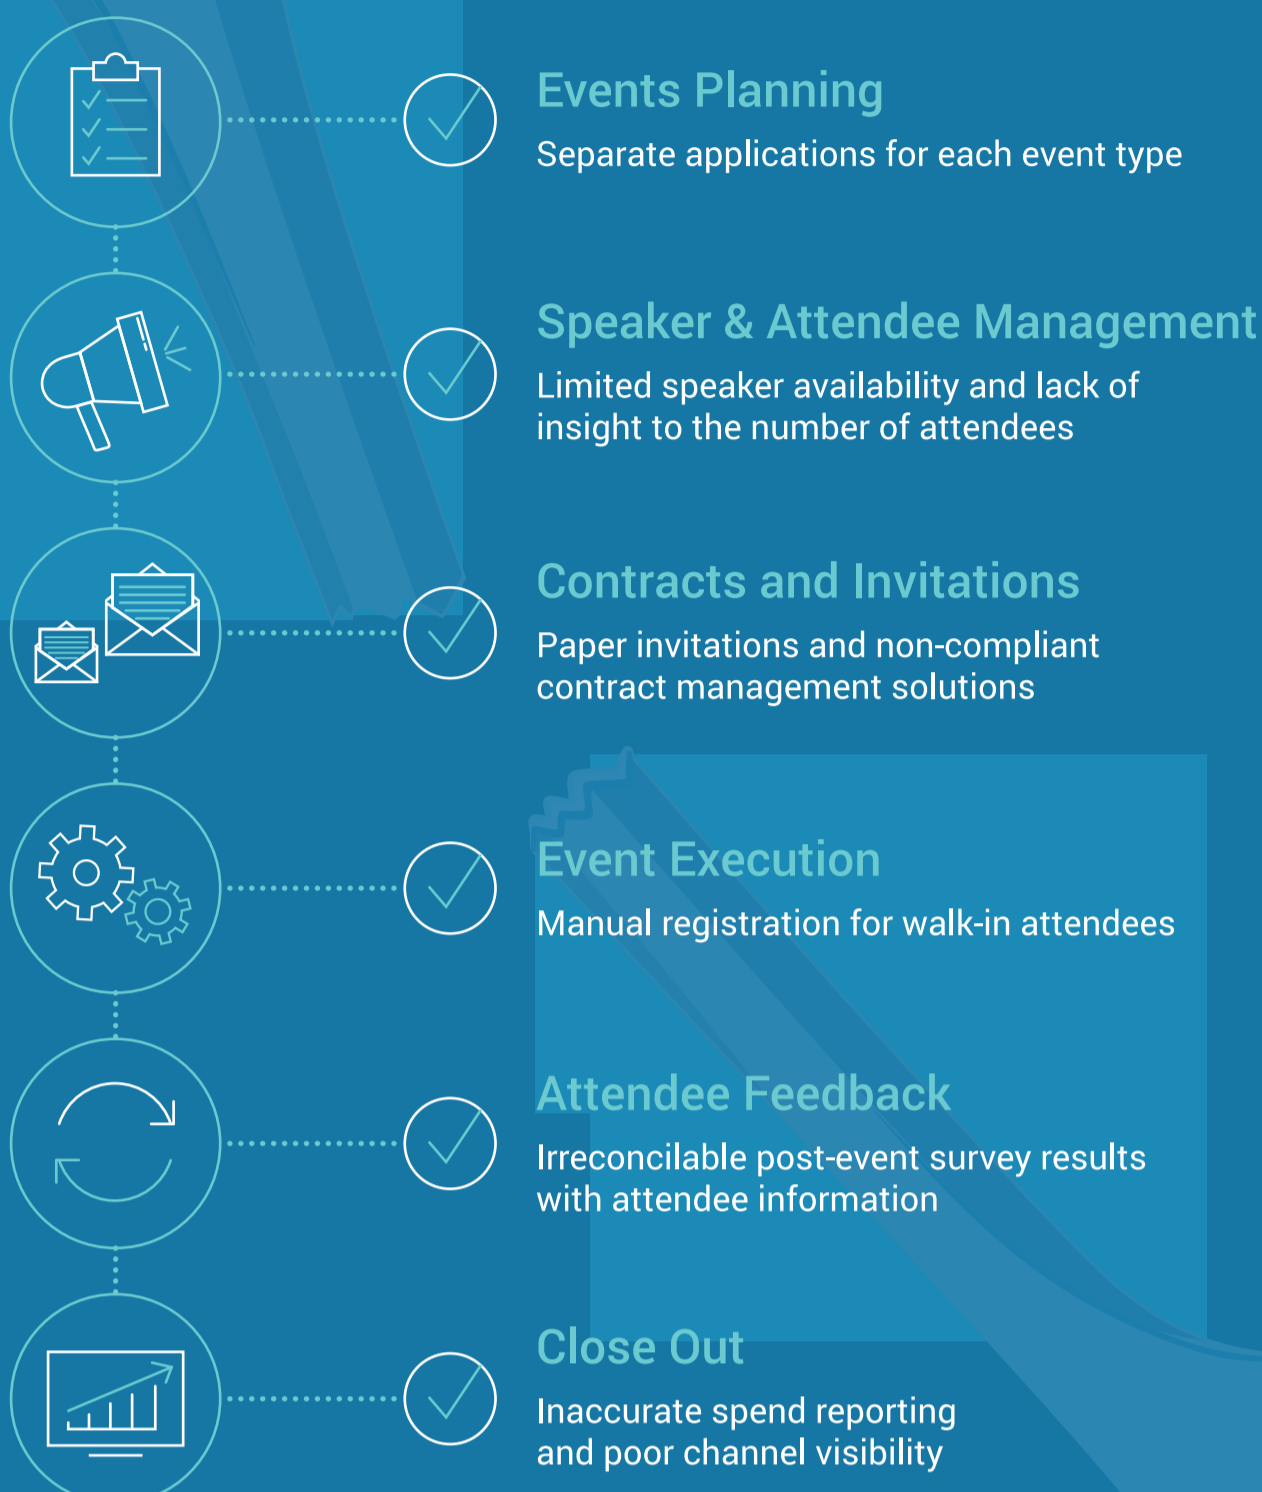 Events Planning
Separate applications for each event type
Speaker & Attendee Management
Limited speaker availability and lack of
insight to the number of attendees
Contracts and Invitations
Paper invitations and non-compliant
contract management solutions
Event Execution
Manual registration for walk-in attendees
Attendee Feedback
Irreconcilable post-event survey results
with attendee information
Close Out
Inaccurate spend reporting
and poor channel visibility